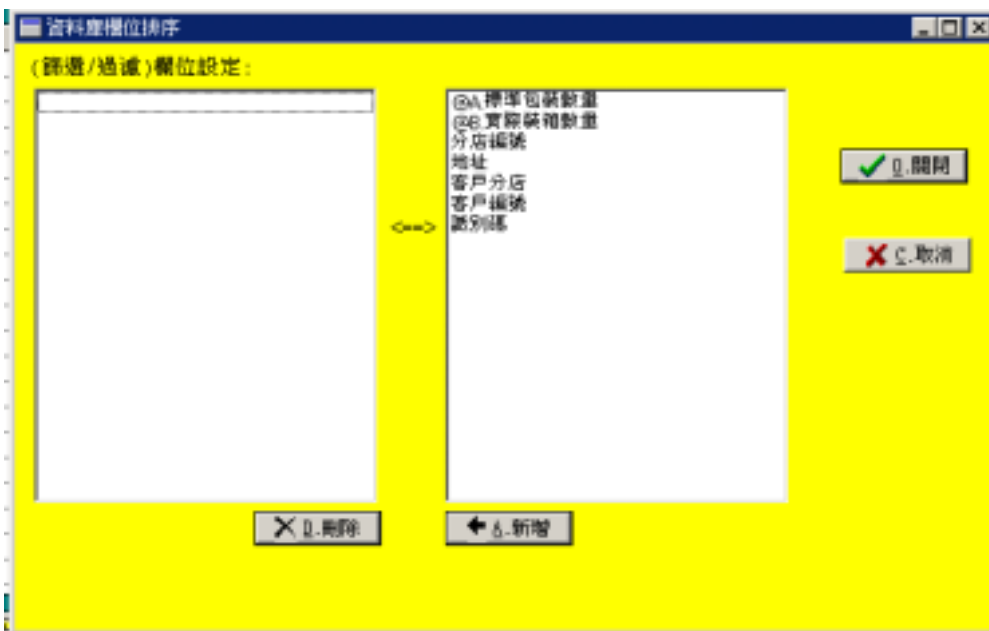 資料庫欄位排序
(篩選/過濾)欄位設定:
@A.標準包裝數量
@B.實際裝箱數量
分店編號
地址
客戶分店
客戶編號
識別碼
<==>
O.關閉
C.取消
D.刪除
A.新增